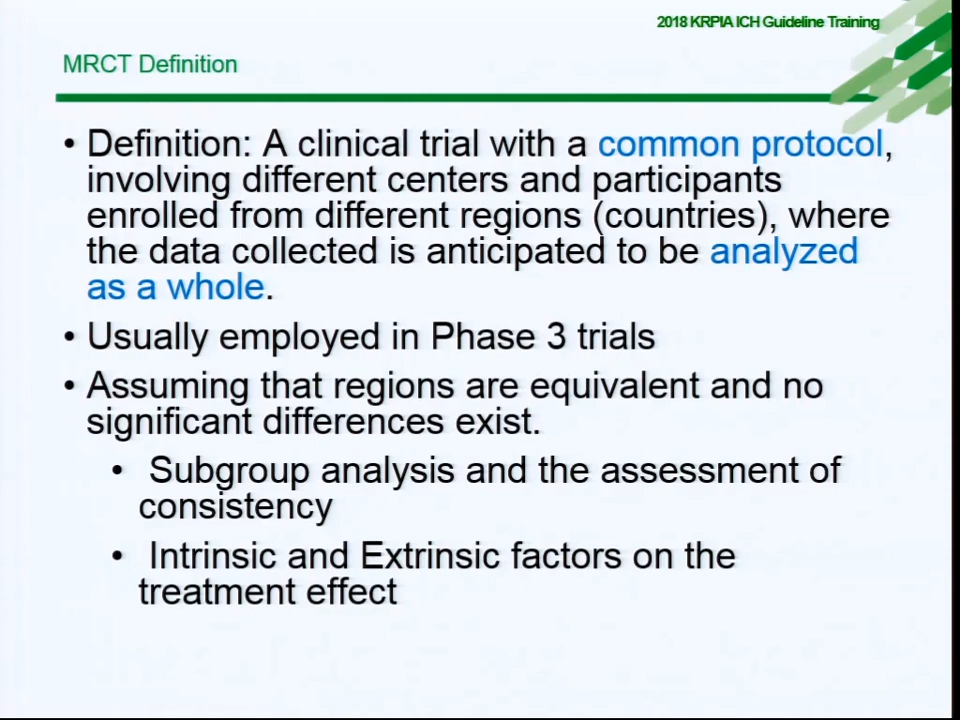 2018 KRPIA ICH Guideline Training
MRCT Definition
• Definition: A clinical trial with a common protocol,
involving different centers and participants
enrolled from different regions (countries), where
the data collected is anticipated to be analyzed
as a whole.
• Usually employed in Phase 3 trials
• Assuming that regions are equivalent and no
significant differences exist.
• Subgroup analysis and the assessment of
consistency
• Intrinsic and Extrinsic factors on the
treatment effect